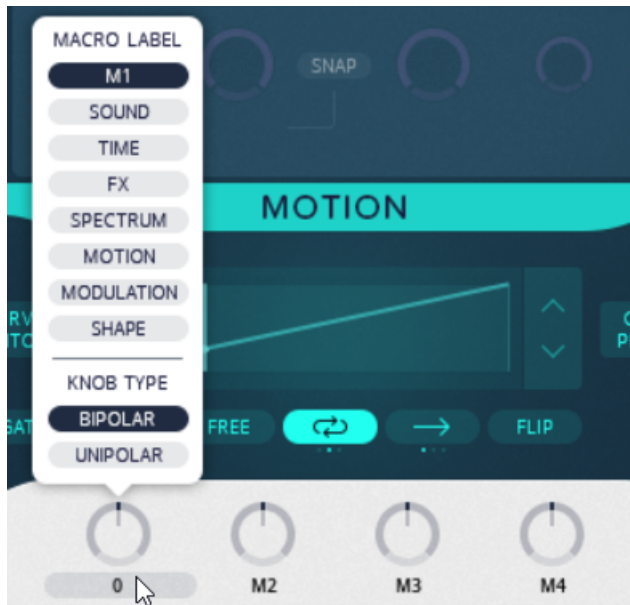 MACRO LABEL
M1
SOUND
TIME
FX
SPECTRUM
MOTION
MODULATION
SHAPE
KNOB TYPE
BIPOLAR
UNIPOLAR
SNAP
MOTION
FREE
FLIP
0
M2
M3
M4